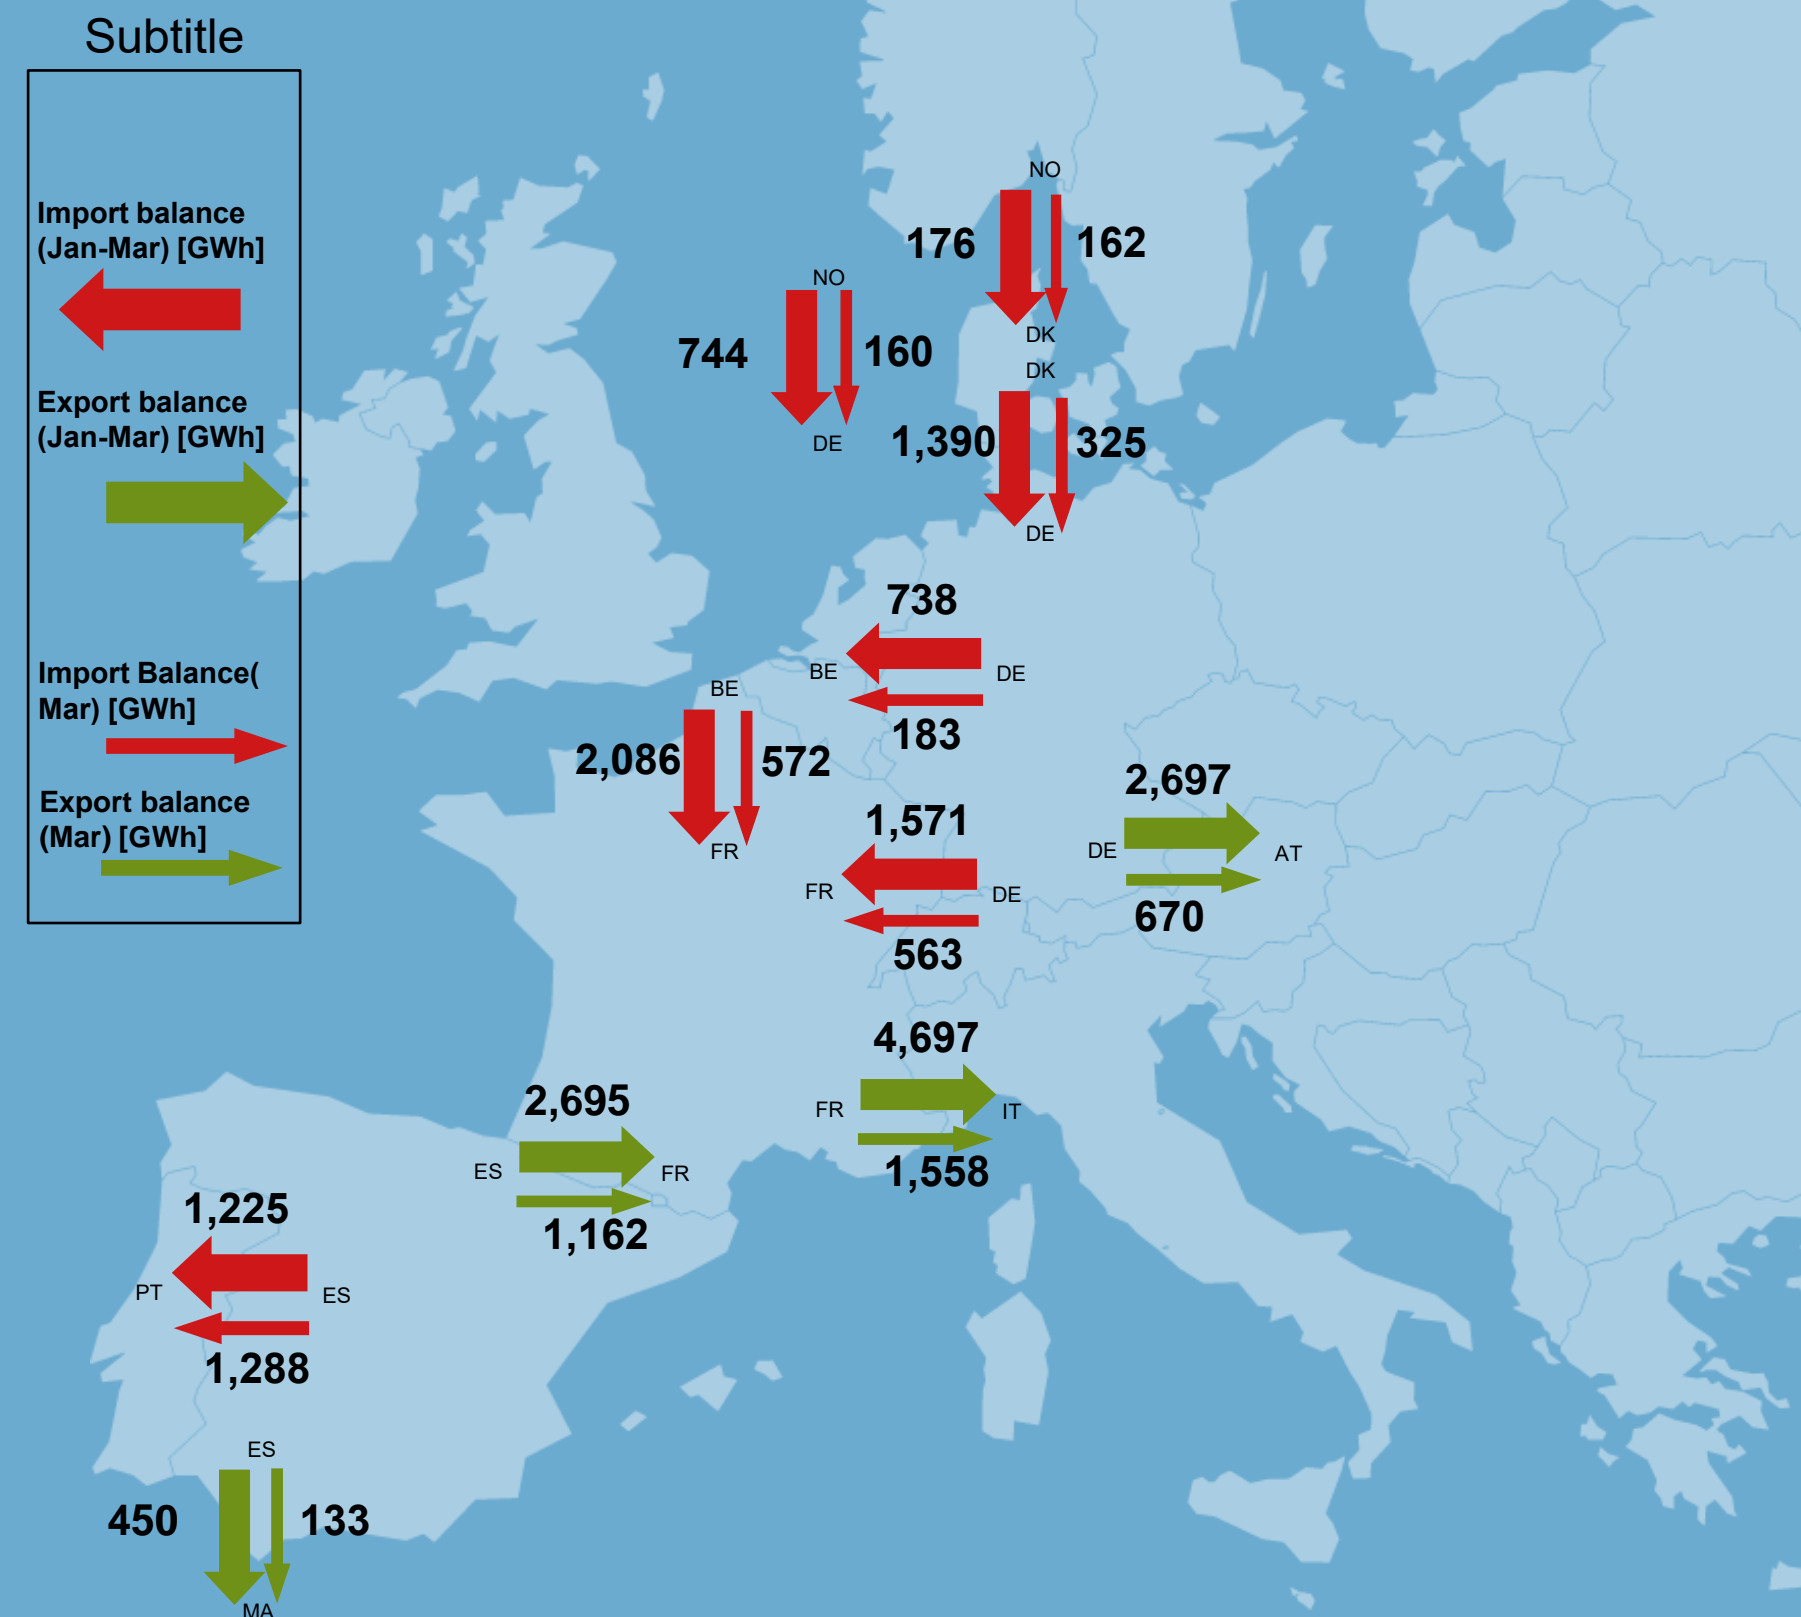 Subtitle
Import balance
(Jan-Mar) [GWh]
Export balance
(Jan-Mar) [GWh]
Import Balance(
Mar) [GWh]
Export balance
(Mar) [GWh]
NO
176
162
DK
NO
744
160
DE
DK
1,390
325
DE
738
BE
DE
183
BE
2,086
572
FR
1,571
FR
DE
563
2,697
DE
AT
670
4,697
FR
IT
1,558
2,695
ES
FR
1,162
1,225
PT
ES
1,288
ES
450
133
MA